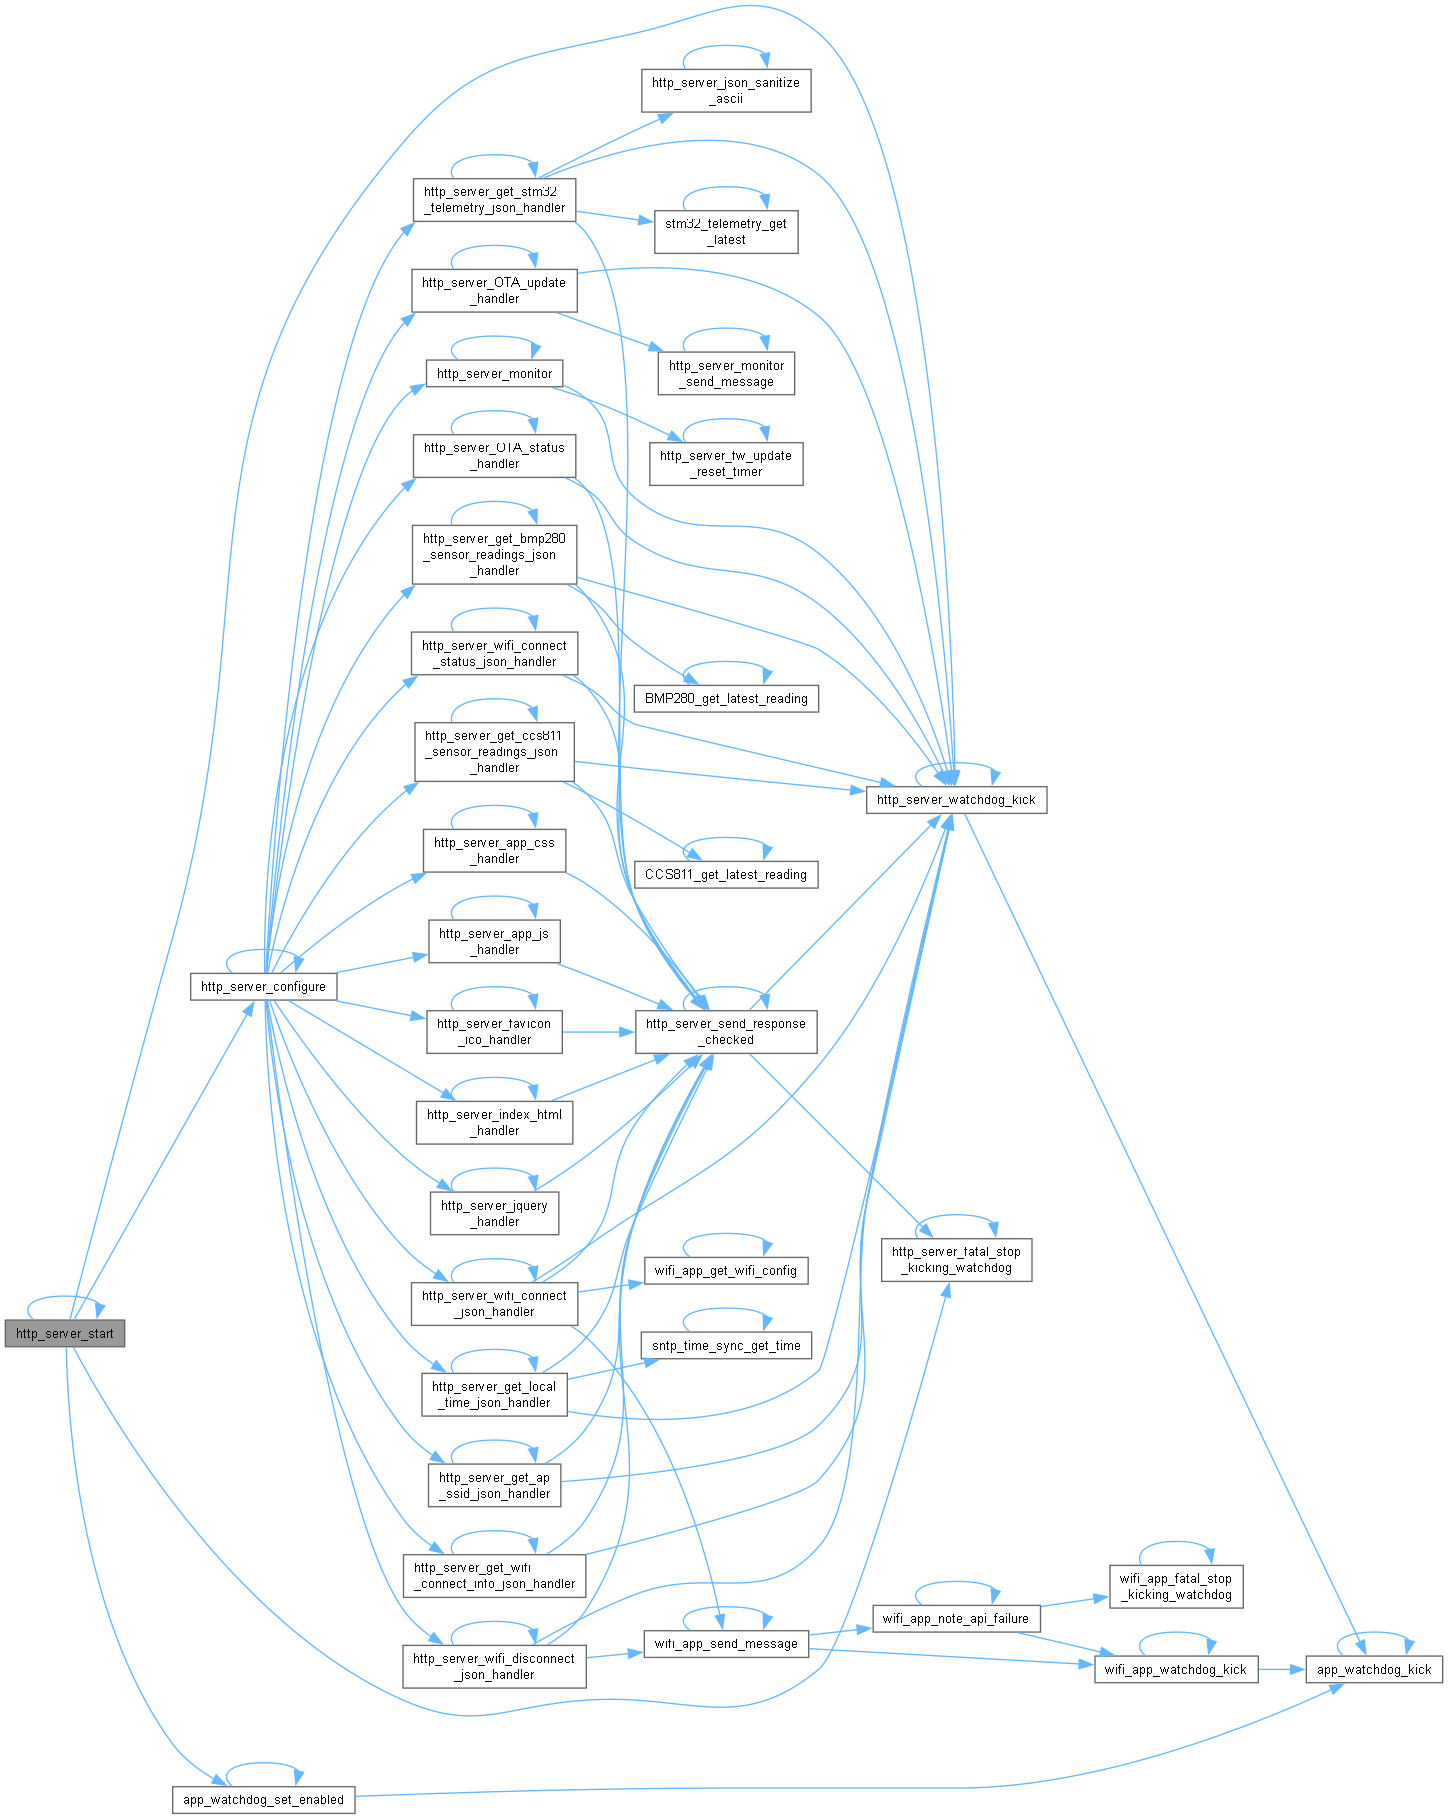 http_server_json_sanitize
_ascii
http_server_get_stm32
_telemetry_json_handler
stm32_telemetry_get
_latest
http_server_OTA_update
_handler
http_server_monitor
_send_message
http_server_monitor
http_server_OTA_status
_handler
http_server_fw_update
_reset_timer
http_server_get_bmp280
_sensor_readings_json
_handler
http_server_wifi_connect
_status_json_handler
BMP280_get_latest_reading
http_server_get_ccs811
_sensor_readings_json
_handler
http_server_watchdog_kick
http_server_app_css
_handler
CCS811_get_latest_reading
http_server_app_js
_handler
http_server_configure
http_server_favicon
_ico_handler
http_server_send_response
_checked
http_server_index_html
_handler
http_server_jquery
_handler
http_server_fatal_stop
_kicking_watchdog
wifi_app_get_wifi_config
http_server_wifi_connect
_json_handler
http_server_start
sntp_time_sync_get_time
http_server_get_local
_time_json_handler
http_server_get_ap
_ssid_json_handler
http_server_get_wifi
_connect_info_json_handler
wifi_app_fatal_stop
_kicking_watchdog
wifi_app_note_api_failure
wifi_app_send_message
http_server_wifi_disconnect
_json_handler
wifi_app_watchdog_kick
app_watchdog_kick
app_watchdog_set_enabled